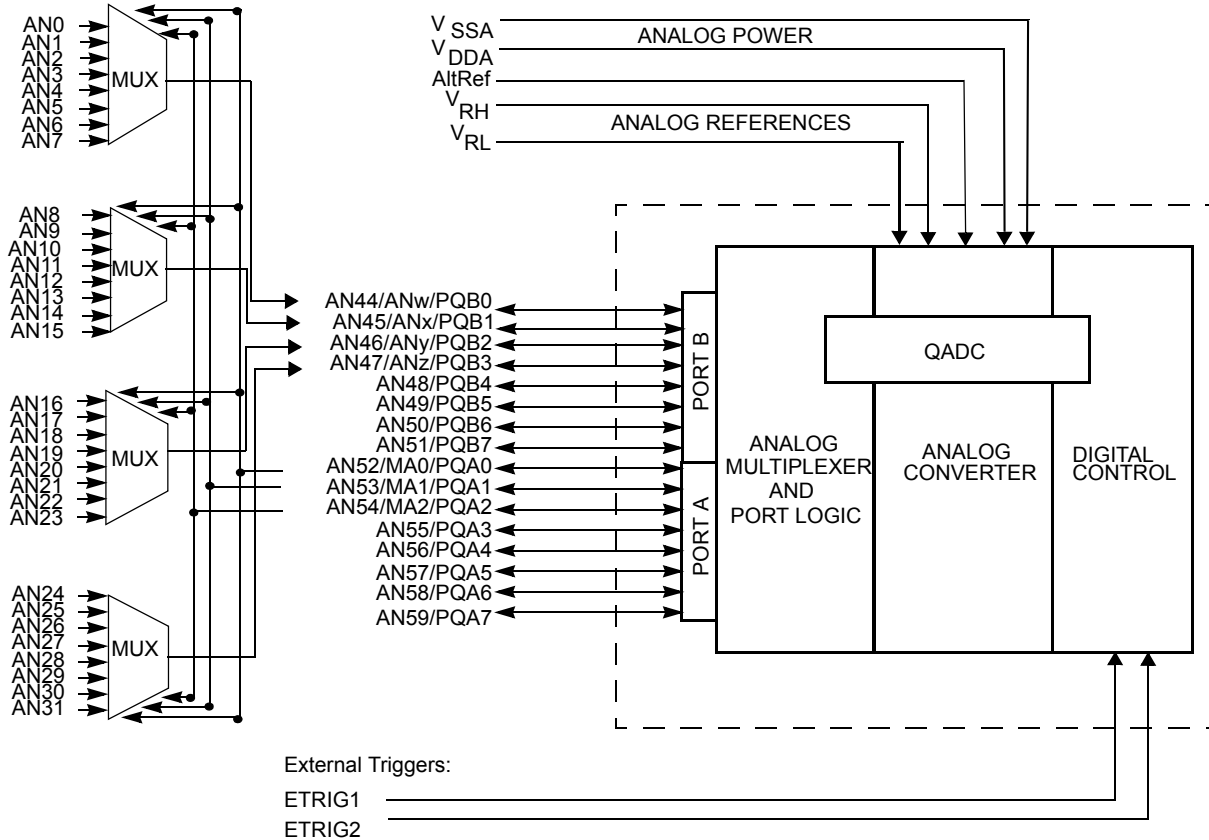 AN0
AN1
AN2
AN3
AN4
AN5
AN6
AN7
MUX
AN8
AN9
AN10
AN11
AN12
AN13
AN14
AN15
MUX
AN16
AN17
AN18
AN19
AN20
AN21
AN22
AN23
MUX
AN24
AN25
AN26
AN27
AN28
AN29
AN30
AN31
MUX
VSSA
VDDA
ANALOG POWER
AltRef
VRH
VRL
ANALOG REFERENCES
AN44/ANw/PQB0
AN45/ANx/PQB1
AN46/ANy/PQB2
AN47/ANz/PQB3
AN48/PQB4
AN49/PQB5
AN50/PQB6
AN51/PQB7
AN52/MA0/PQA0
AN53/MA1/PQA1
AN54/MA2/PQA2
AN55/PQA3
AN56/PQA4
AN57/PQA5
AN58/PQA6
AN59/PQA7
PORT B
PORT A
QADC
ANALOG
MULTIPLEXER
AND
PORT LOGIC
ANALOG
CONVERTER
DIGITAL
CONTROL
External Triggers:
ETRIG1
ETRIG2